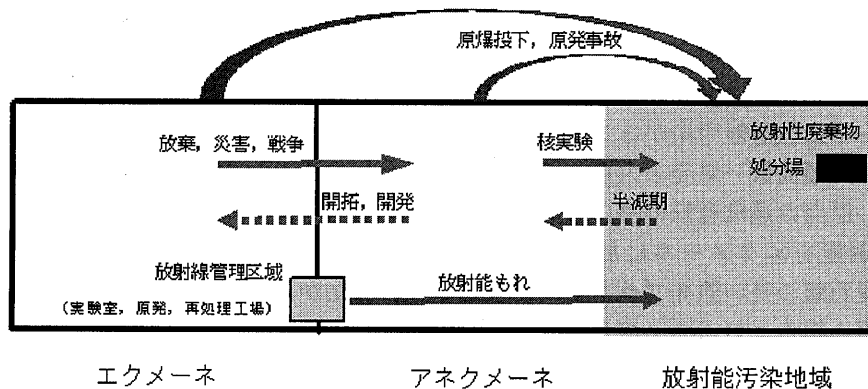 原爆投下，原発事故
放棄，災害，戦争
核実験
放射性廃棄物
処分場
開拓，開発
半減期
放射線管理区域
（実験室，原発，再処理工場）
放射能もれ
エクメーネ
アネクメーネ
放射能汚染地域